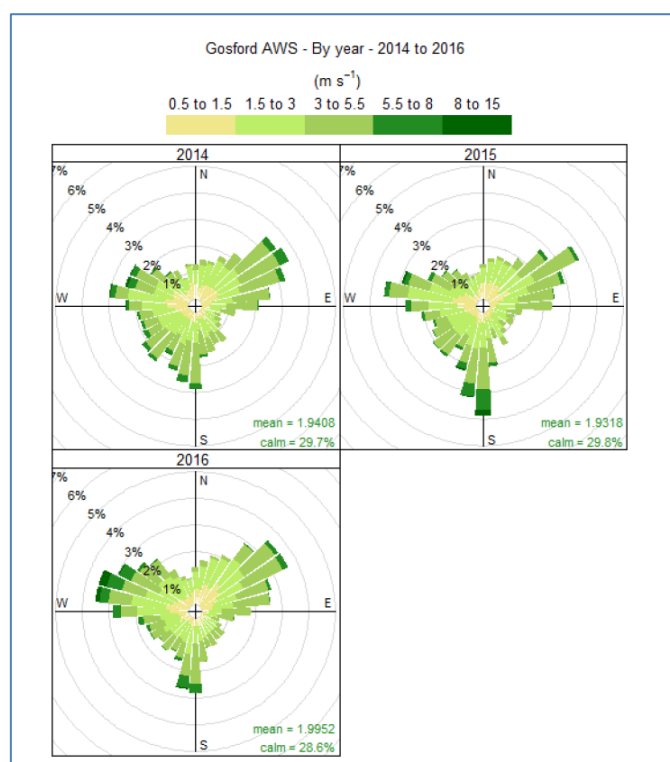 Gosford AWS - By year - 2014 to 2016
(m s⁻¹)
0.5 to 1.5 1.5 to 3 3 to 5.5 5.5 to 8 8 to 15
2014
7%
6%
5%
4%
3%
2%
1%
N
W E
S
mean = 1.9408
calm = 29.7%
2015
7%
6%
5%
4%
3%
2%
1%
N
W E
S
mean = 1.9318
calm = 29.8%
2016
7%
6%
5%
4%
3%
2%
1%
N
W E
S
mean = 1.9952
calm = 28.6%